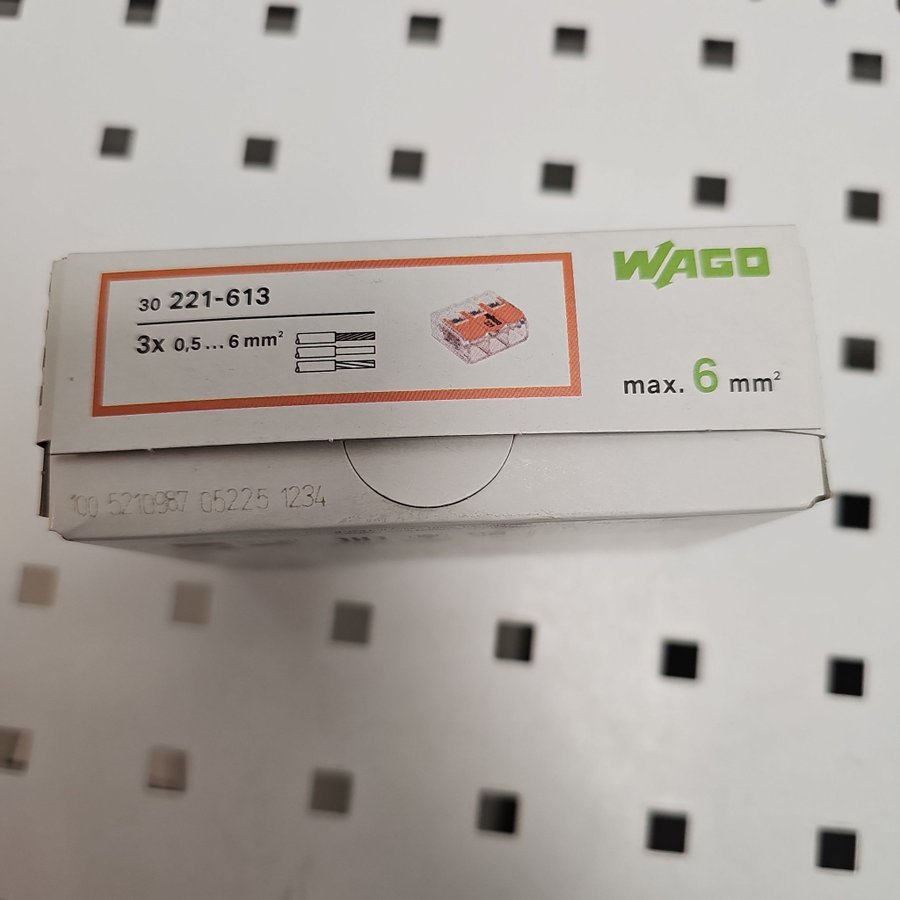 WAGO
30 221-613
3x 0,5...6 mm²
max. 6 mm²
100 5210987 05225 1234